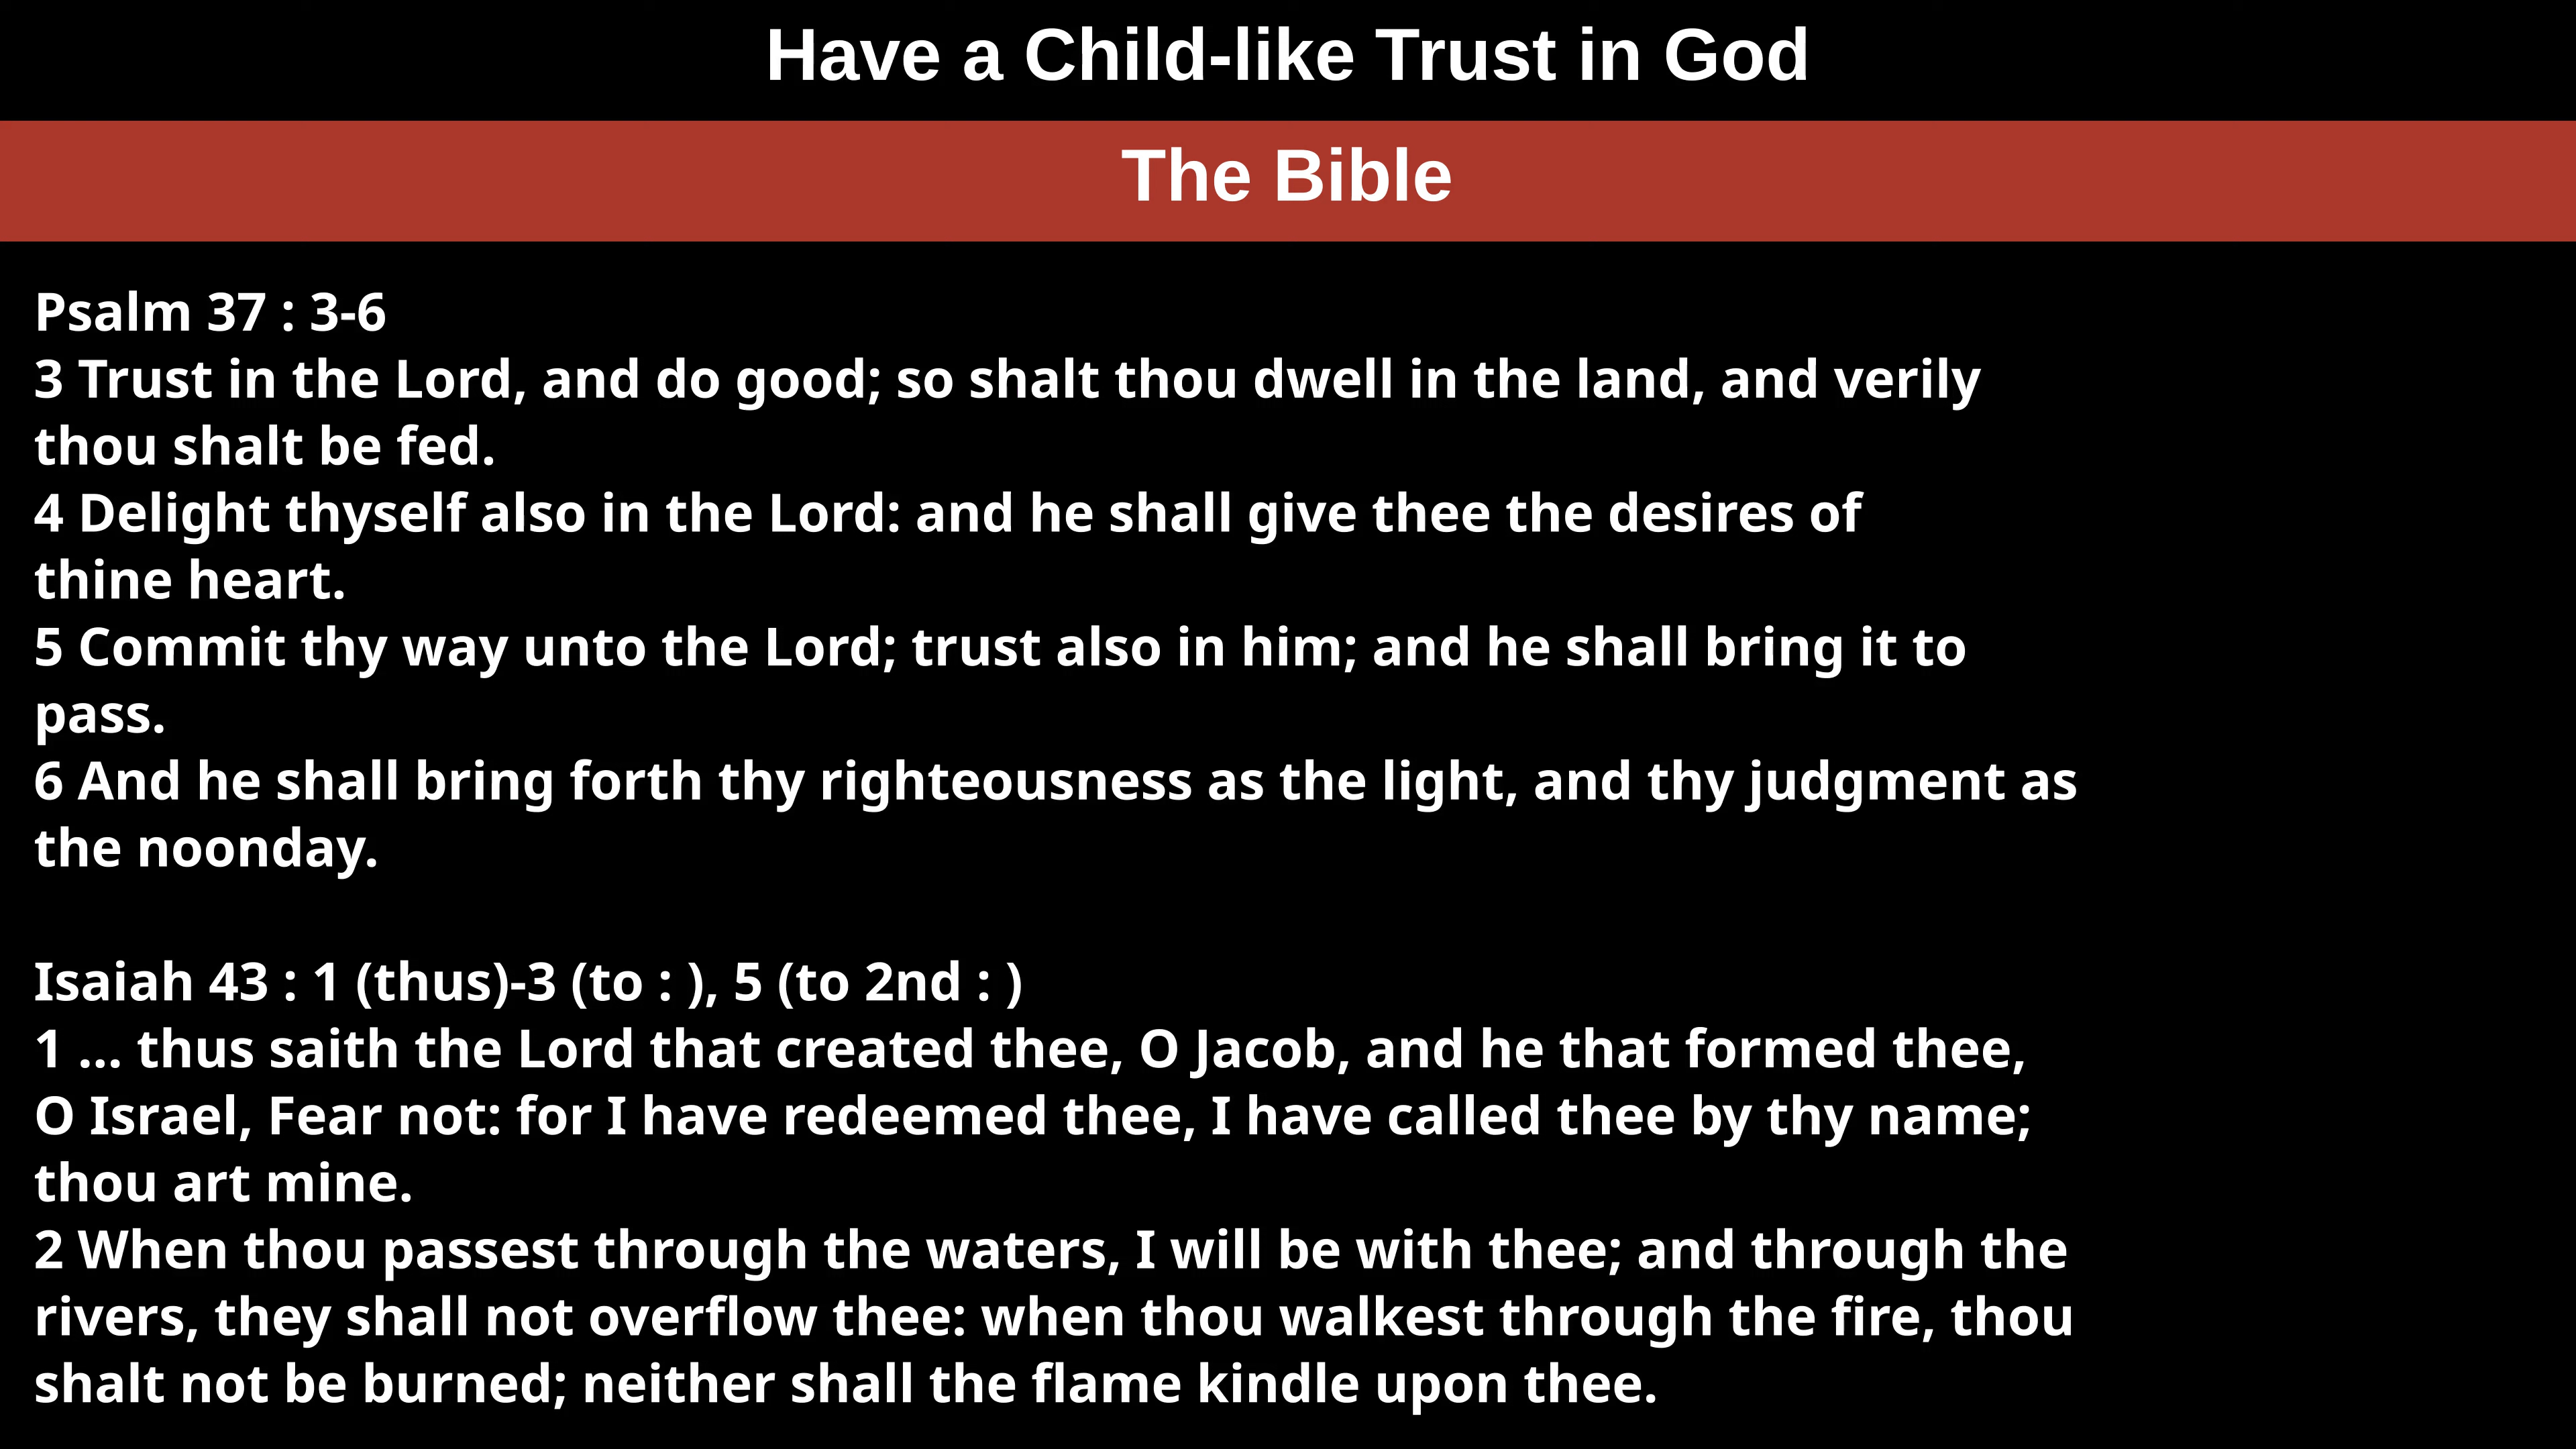 Have a Child-like Trust in God
The Bible
Psalm 37 : 3-6
3 Trust in the Lord, and do good; so shalt thou dwell in the land, and verily
thou shalt be fed.
4 Delight thyself also in the Lord: and he shall give thee the desires of
thine heart.
5 Commit thy way unto the Lord; trust also in him; and he shall bring it to
pass.
6 And he shall bring forth thy righteousness as the light, and thy judgment as
the noonday.
Isaiah 43 : 1 (thus)-3 (to : ), 5 (to 2nd : )
1 ... thus saith the Lord that created thee, O Jacob, and he that formed thee,
O Israel, Fear not: for I have redeemed thee, I have called thee by thy name;
thou art mine.
2 When thou passest through the waters, I will be with thee; and through the
rivers, they shall not overflow thee: when thou walkest through the fire, thou
shalt not be burned; neither shall the flame kindle upon thee.